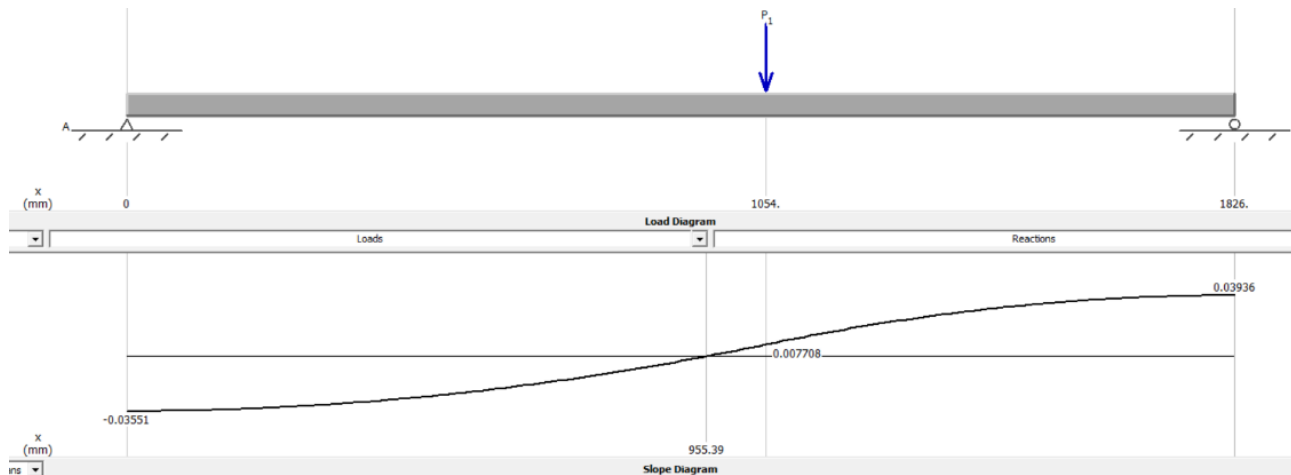 P1
A
x
(mm)
0
1054.
1826.
Load Diagram
Loads
Reactions
0.03936
0.007708
-0.03551
x
(mm)
955.39
ns
Slope Diagram